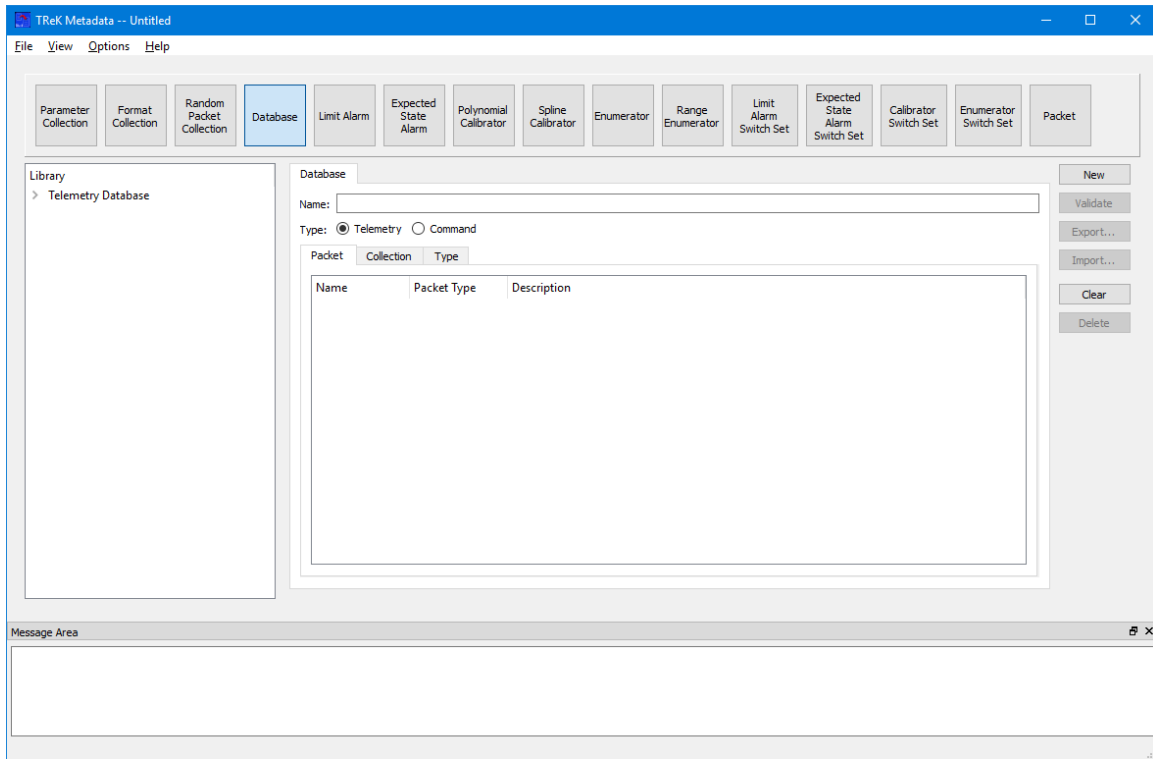 TReK Metadata -- Untitled
File View Options Help
Parameter Collection
Format Collection
Random Packet Collection
Database
Limit Alarm
Expected State Alarm
Polynomial Calibrator
Spline Calibrator
Enumerator
Range Enumerator
Limit Alarm Switch Set
Expected State Alarm Switch Set
Calibrator Switch Set
Enumerator Switch Set
Packet
Library
Telemetry Database
Database
Name:
Type: Telemetry Command
Packet Collection Type
Name Packet Type Description
New
Validate
Export...
Import...
Clear
Delete
Message Area